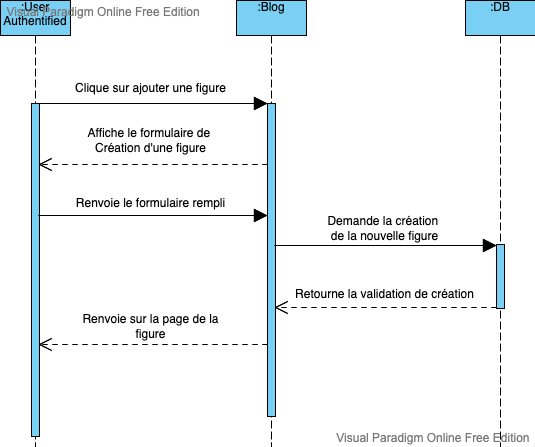 :User
Visual Paradigm Online Free Edition
Authentified
:Blog
:DB
Clique sur ajouter une figure
Affiche le formulaire de
Création d'une figure
Renvoie le formulaire rempli
Demande la création
de la nouvelle figure
Retourne la validation de création
Renvoie sur la page de la
figure
Visual Paradigm Online Free Edition